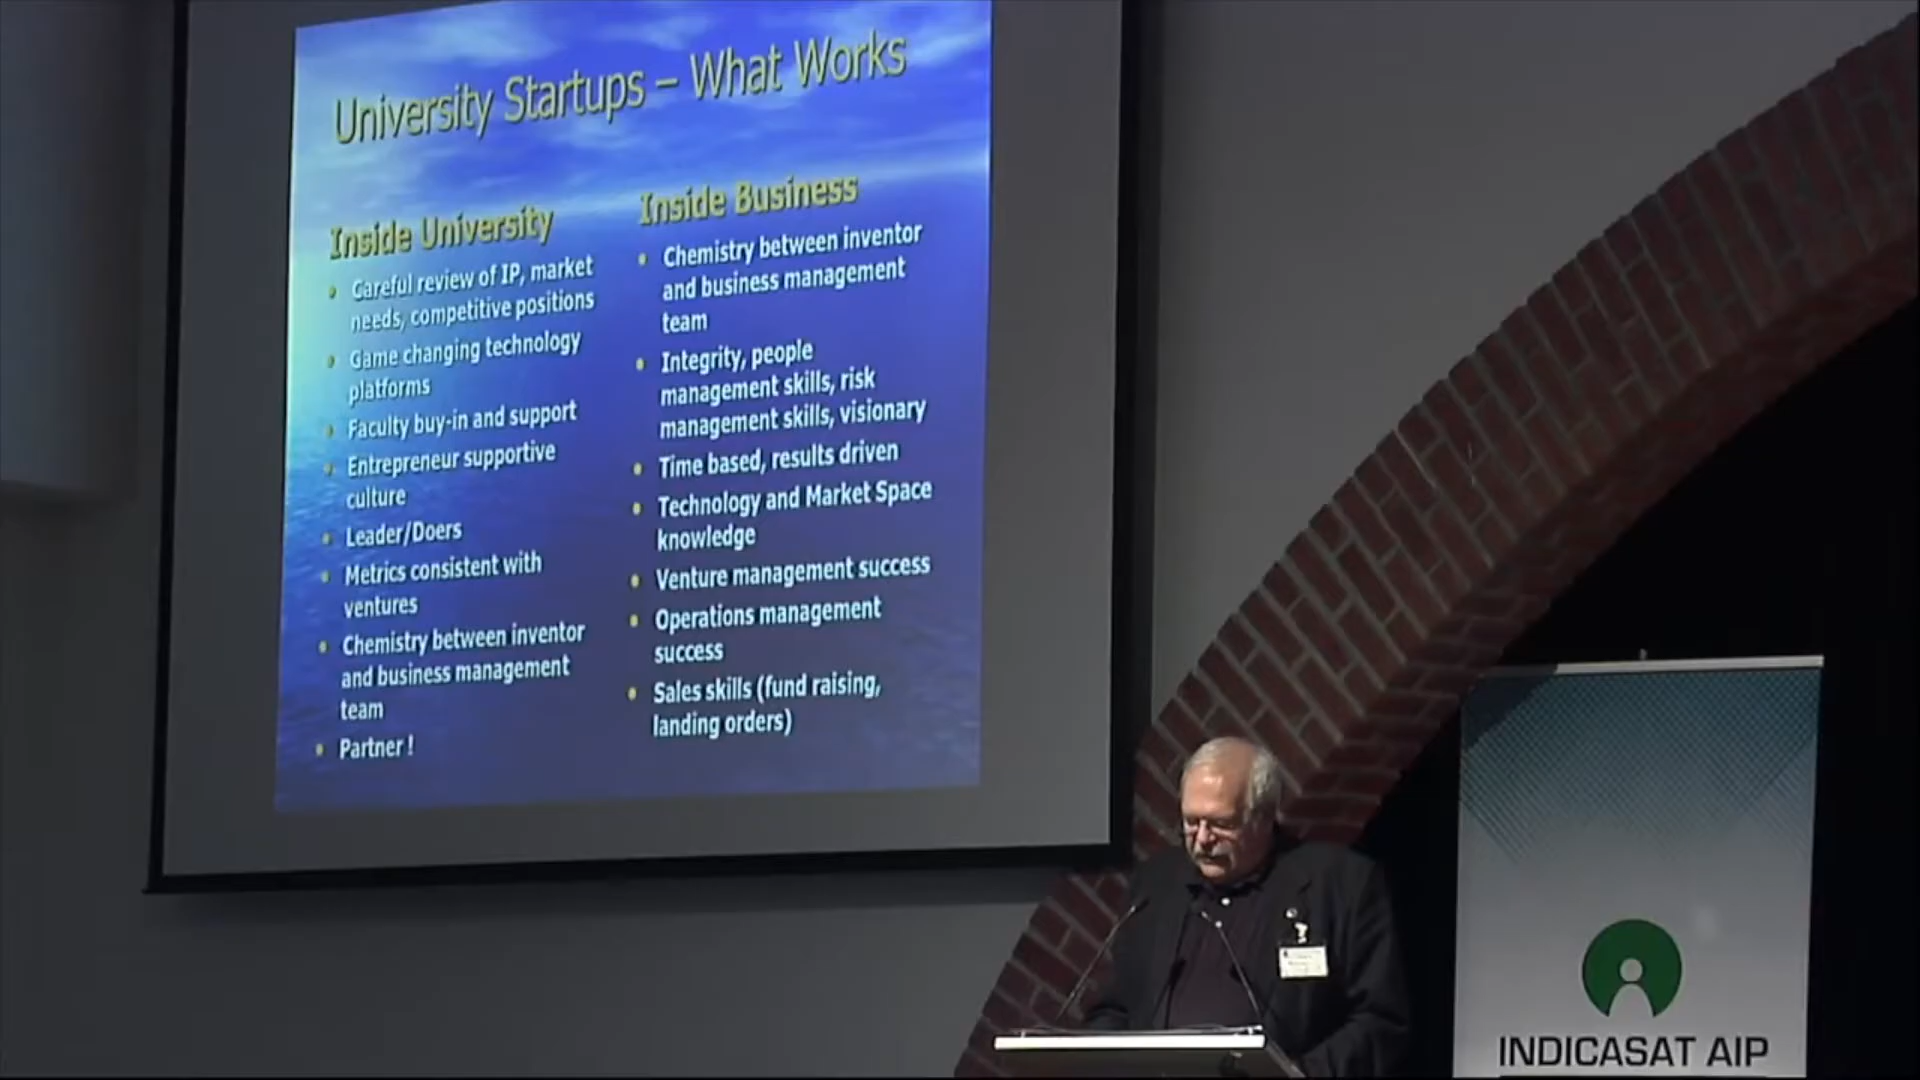 University Startups – What Works
Inside University
• Careful review of IP, market
needs, competitive positions
• Game changing technology
platforms
• Faculty buy-in and support
• Entrepreneur supportive
culture
• Leader/Doers
• Metrics consistent with
ventures
• Chemistry between inventor
and business management
team
• Partner !
Inside Business
• Chemistry between inventor
and business management
team
• Integrity, people
management skills, risk
management skills, visionary
• Time based, results driven
• Technology and Market Space
knowledge
• Venture management success
• Operations management
success
• Sales skills (fund raising,
landing orders)
INDICASAT AIP